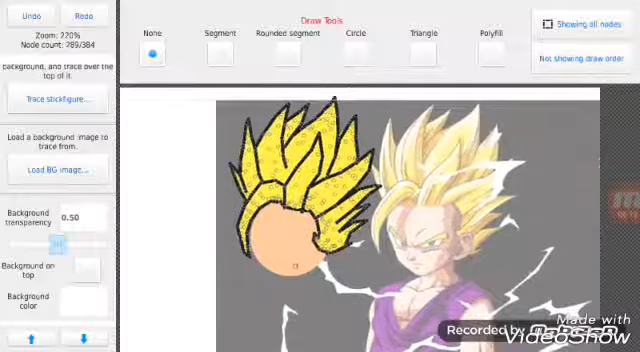 Undo
Redo
Zoom: 220%
Node count: 289/384
background, and trace over the
top of it.
Trace stickfigure...
Load a background image to
trace from.
Load BG image...
Background
transparency
0.50
Background on
top
Background
color
Draw Tools
None
Segment
Rounded segment
Circle
Triangle
Polyfill
Showing all nodes
Not showing draw order
Made with
Recorded by
VideoShow